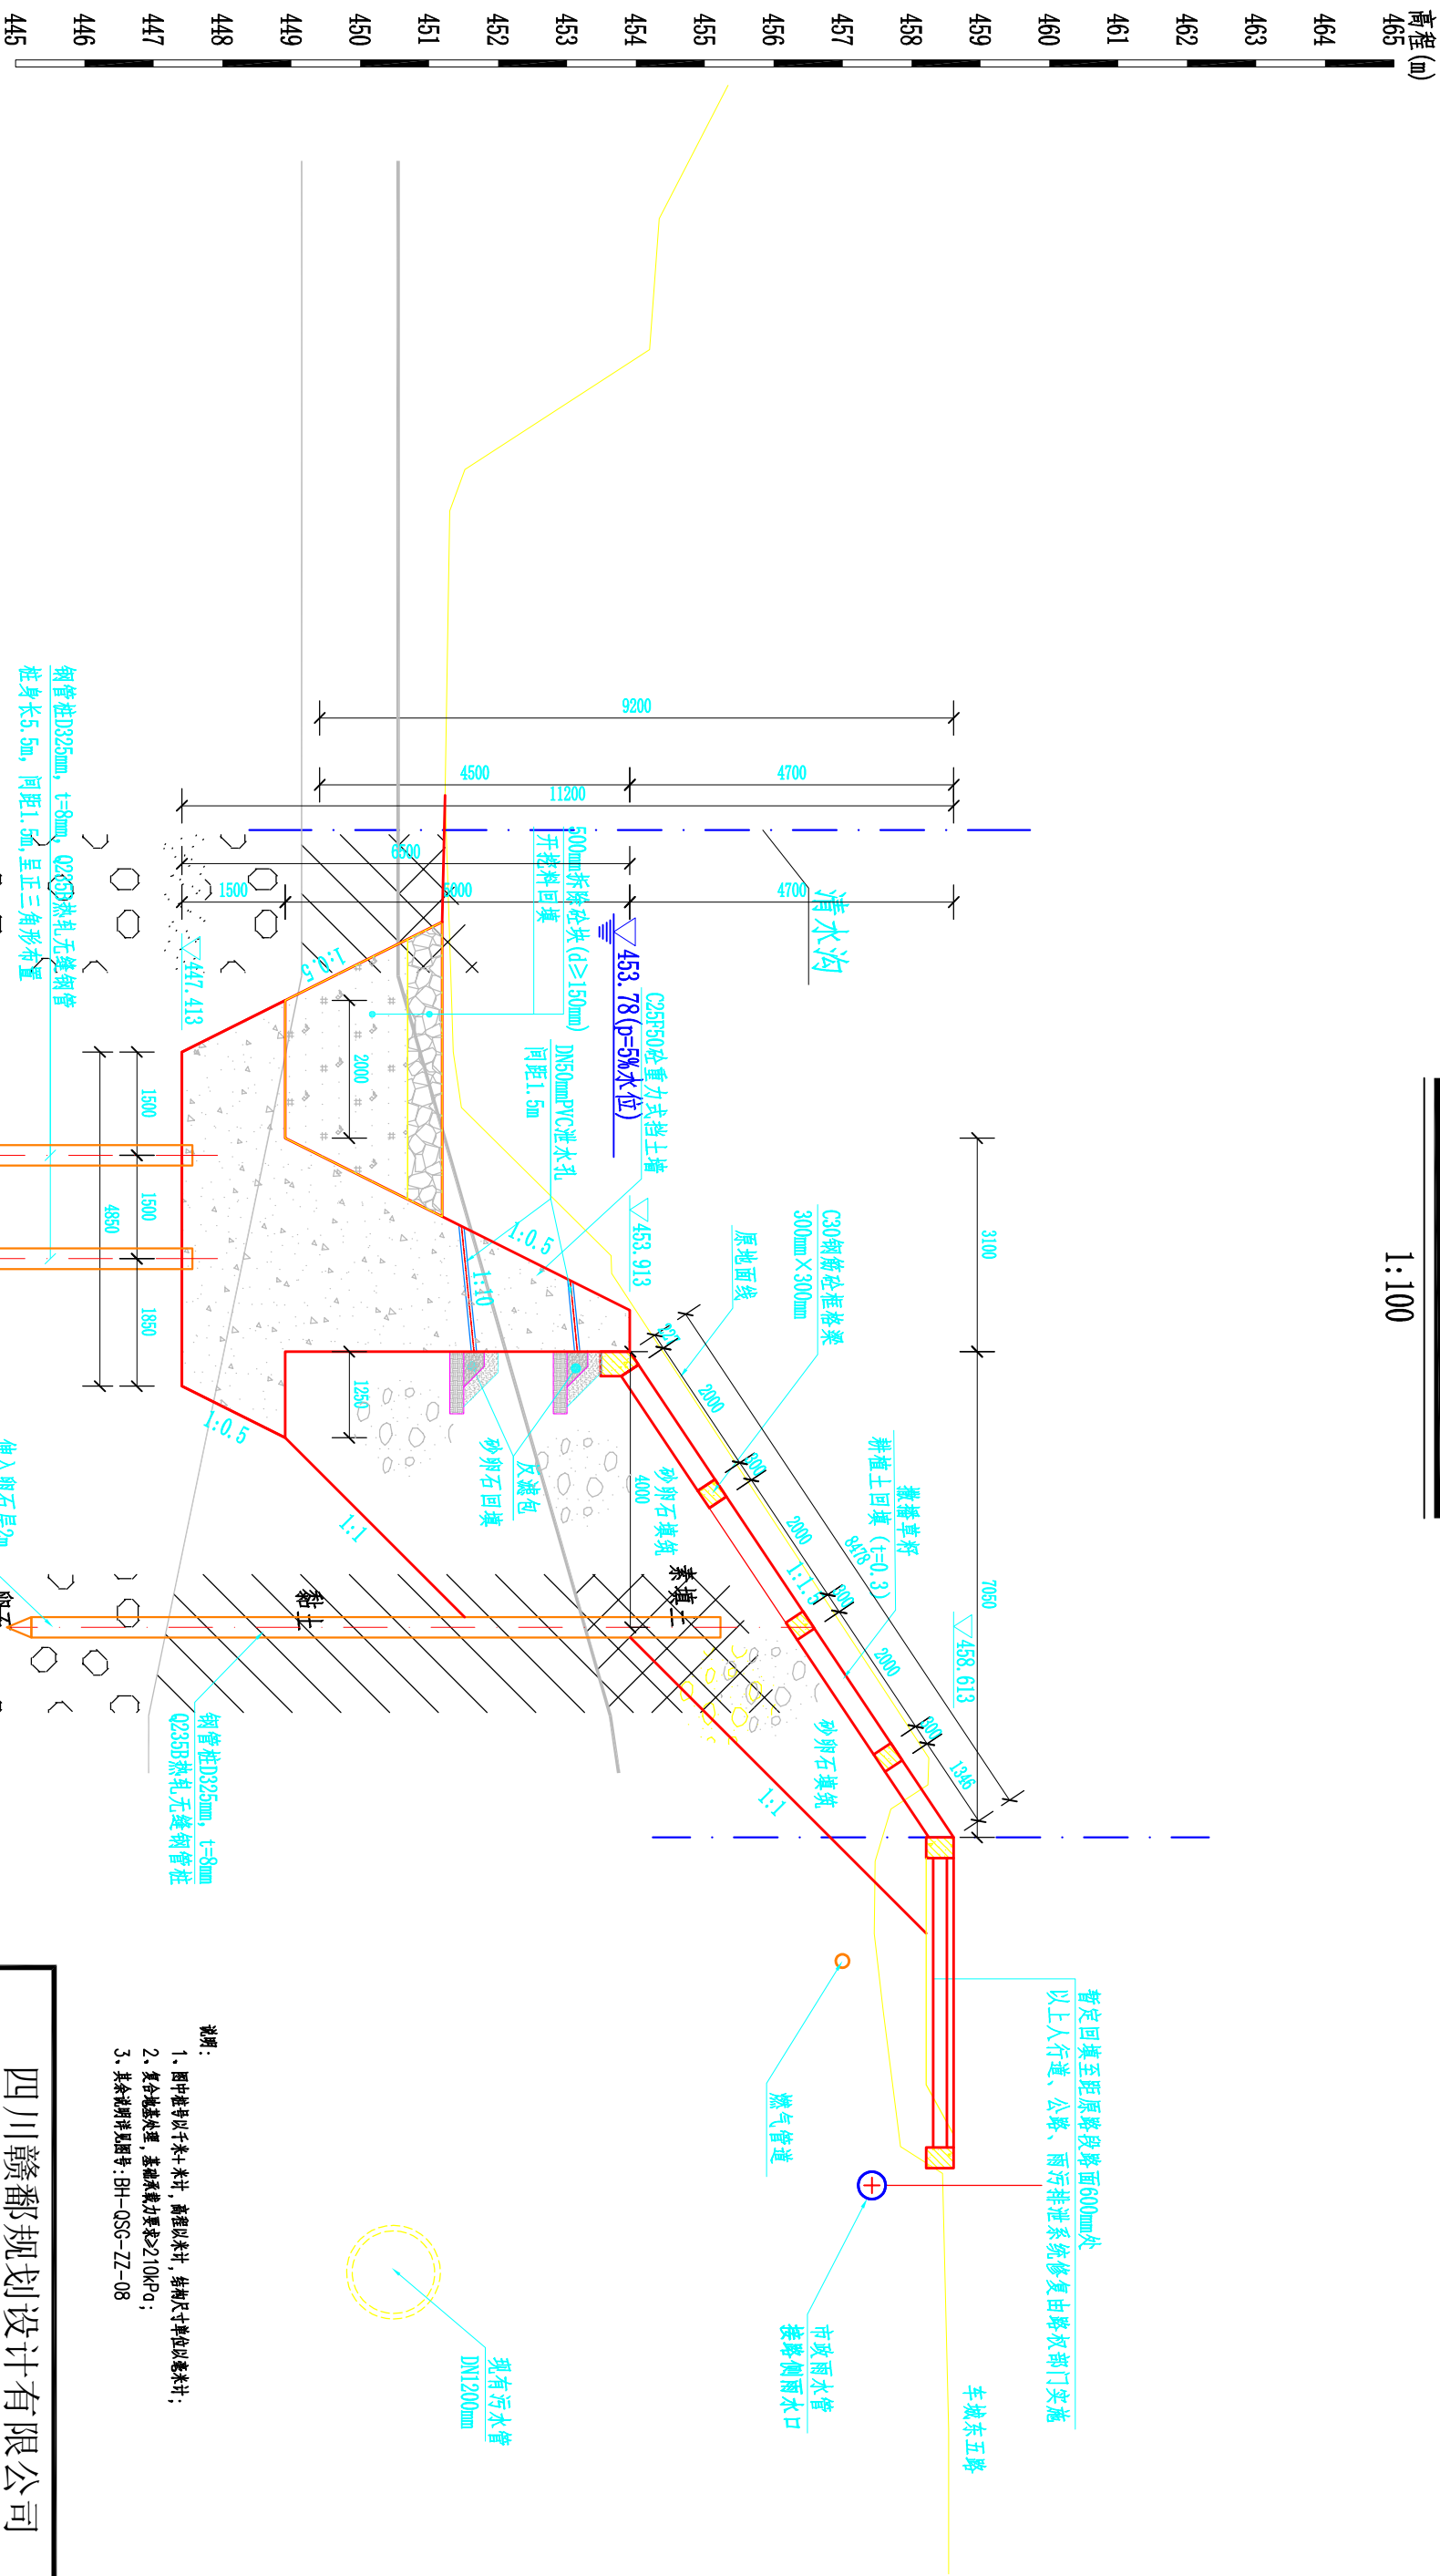 高程(m)
465
464
463
462
461
460
459
458
457
456
455
454
453
452
451
450
449
448
447
446
445
1:100
9200
4500
4700
11200
6500
1500
5000
4700
清水沟
500mm拆除砼块(d≥150mm)
开挖料回填
453.78(p=5%水位)
C25F50砼重力式挡土墙
DN50mmPVC泄水孔
间距1.5m
447.413
1:0.5
2000
钢管桩D325mm, t=8mm, Q235B热轧无缝钢管
桩身长5.5m, 间距1.5m,呈正三角形布置
1500
1500
1850
4850
1:0.5
1:10
453.913
3100
7050
C30钢筋砼框格梁
300mm×300mm
原地面线
2000
300
2000
300
2000
300
1346
8478
1:1.5
撒播草籽
耕植土回填 (t=0.3)
458.613
1250
1:0.5
1:1
反滤包
砂卵石回填
4000
砂卵石填筑
素填土
黏土
伸入卵石层2m
砂卵石填筑
1:1
钢管桩D325mm, t=8mm
Q235B热轧无缝钢管桩
暂定回填至距原路段路面600mm处
以上人行道、公路、雨污排泄系统修复由路权部门实施
燃气管道
市政雨水管
接路侧雨水口
车城东五路
现有污水管
DN1200mm
说明:
1、图中桩号以千米+米计, 高程以米计, 结构尺寸单位以毫米计;
2、复合地基处理, 基础承载力要求≥210kPa;
3、其余说明详见图号:BH-QSG-ZZ-08
四川赣鄱规划设计有限公司